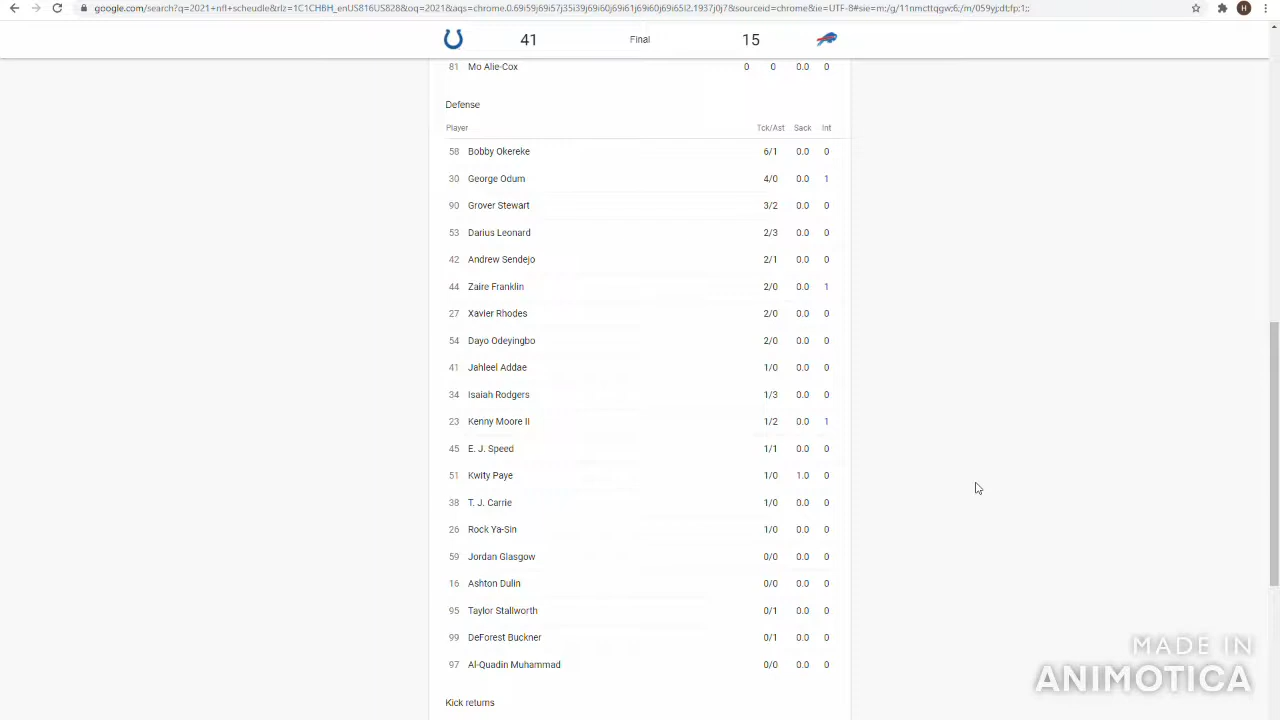 google.com/search?q=2021+nfl+scheudle&rlz=1C1CHBH_enUS816US828&oq=2021&aqs=chrome.0.69i59j69i57j35i39j69i60j69i61j69i60j69i65l2.1937j0j7&sourceid=chrome&ie=UTF-8#sie=m;/g/11nmcttqgw;6;/m/059yj;dt;fp;1;;
H
41 Final 15
81 Mo Alie-Cox 0 0 0.0 0
Defense
Player Tck/Ast Sack Int
58 Bobby Okereke 6/1 0.0 0
30 George Odum 4/0 0.0 1
90 Grover Stewart 3/2 0.0 0
53 Darius Leonard 2/3 0.0 0
42 Andrew Sendejo 2/1 0.0 0
44 Zaire Franklin 2/0 0.0 1
27 Xavier Rhodes 2/0 0.0 0
54 Dayo Odeyingbo 2/0 0.0 0
41 Jahleel Addae 1/0 0.0 0
34 Isaiah Rodgers 1/3 0.0 0
23 Kenny Moore II 1/2 0.0 1
45 E. J. Speed 1/1 0.0 0
51 Kwity Paye 1/0 1.0 0
38 T. J. Carrie 1/0 0.0 0
26 Rock Ya-Sin 1/0 0.0 0
59 Jordan Glasgow 0/0 0.0 0
16 Ashton Dulin 0/0 0.0 0
95 Taylor Stallworth 0/1 0.0 0
99 DeForest Buckner 0/1 0.0 0
97 Al-Quadin Muhammad 0/0 0.0 0
Kick returns
MADE IN
ANIMOTICA